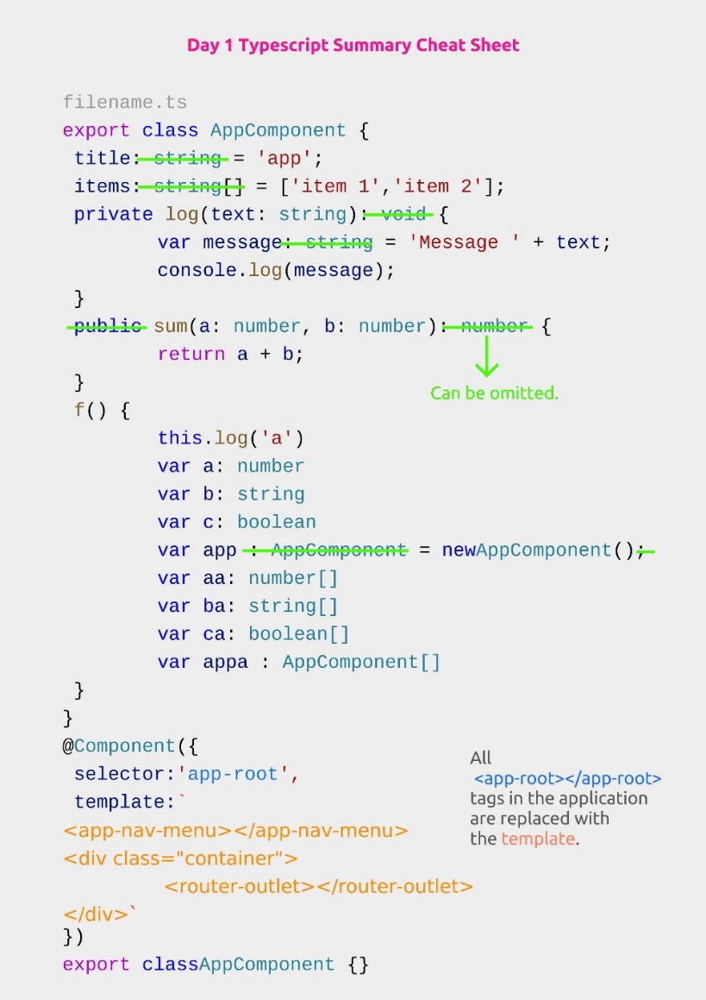 Day 1 Typescript Summary Cheat Sheet
filename.ts
export class AppComponent {
title: string = 'app';
items: string[] = ['item 1','item 2'];
private log(text: string): void {
var message: string = 'Message ' + text;
console.log(message);
}
public sum(a: number, b: number): number {
return a + b;
}
Can be omitted.
f() {
this.log('a')
var a: number
var b: string
var c: boolean
var app : AppComponent = newAppComponent();
var aa: number[]
var ba: string[]
var ca: boolean[]
var appa : AppComponent[]
}
}
@Component({
selector:'app-root',
template:`
<app-nav-menu></app-nav-menu>
<div class="container">
<router-outlet></router-outlet>
</div>`
})
export classAppComponent {}
All
<app-root></app-root>
tags in the application
are replaced with
the template.